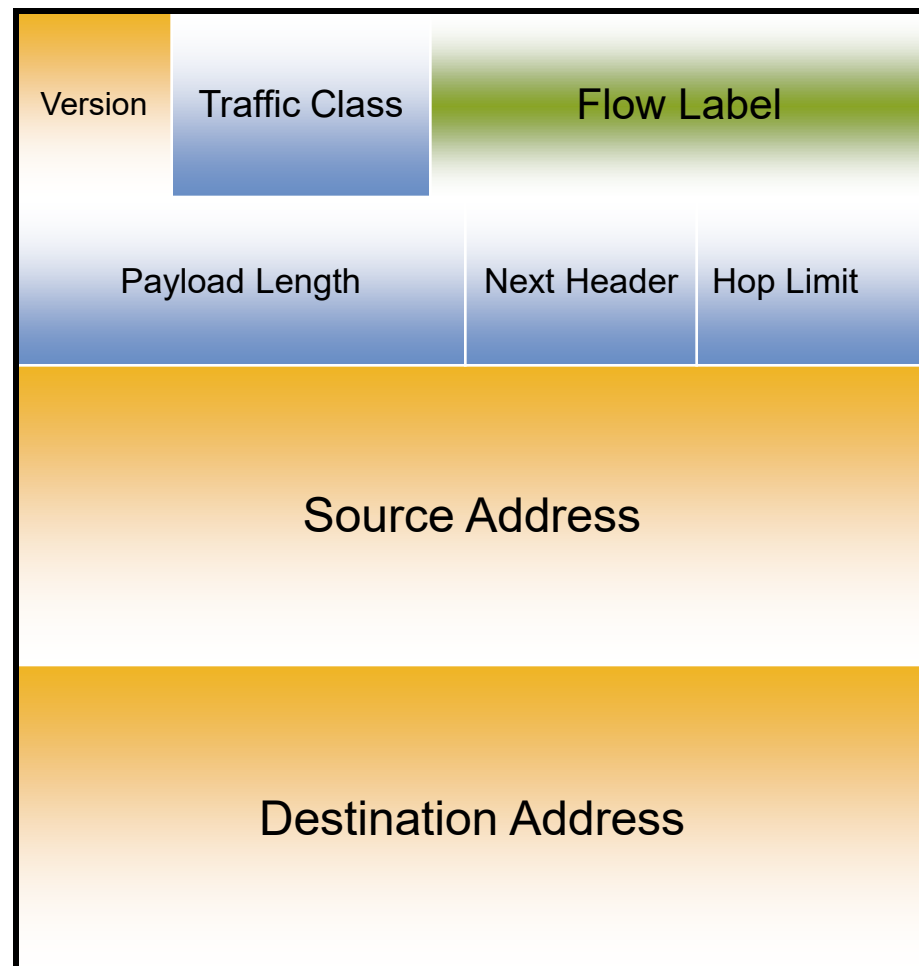 Version Traffic Class Flow Label
Payload Length Next Header Hop Limit
Source Address
Destination Address